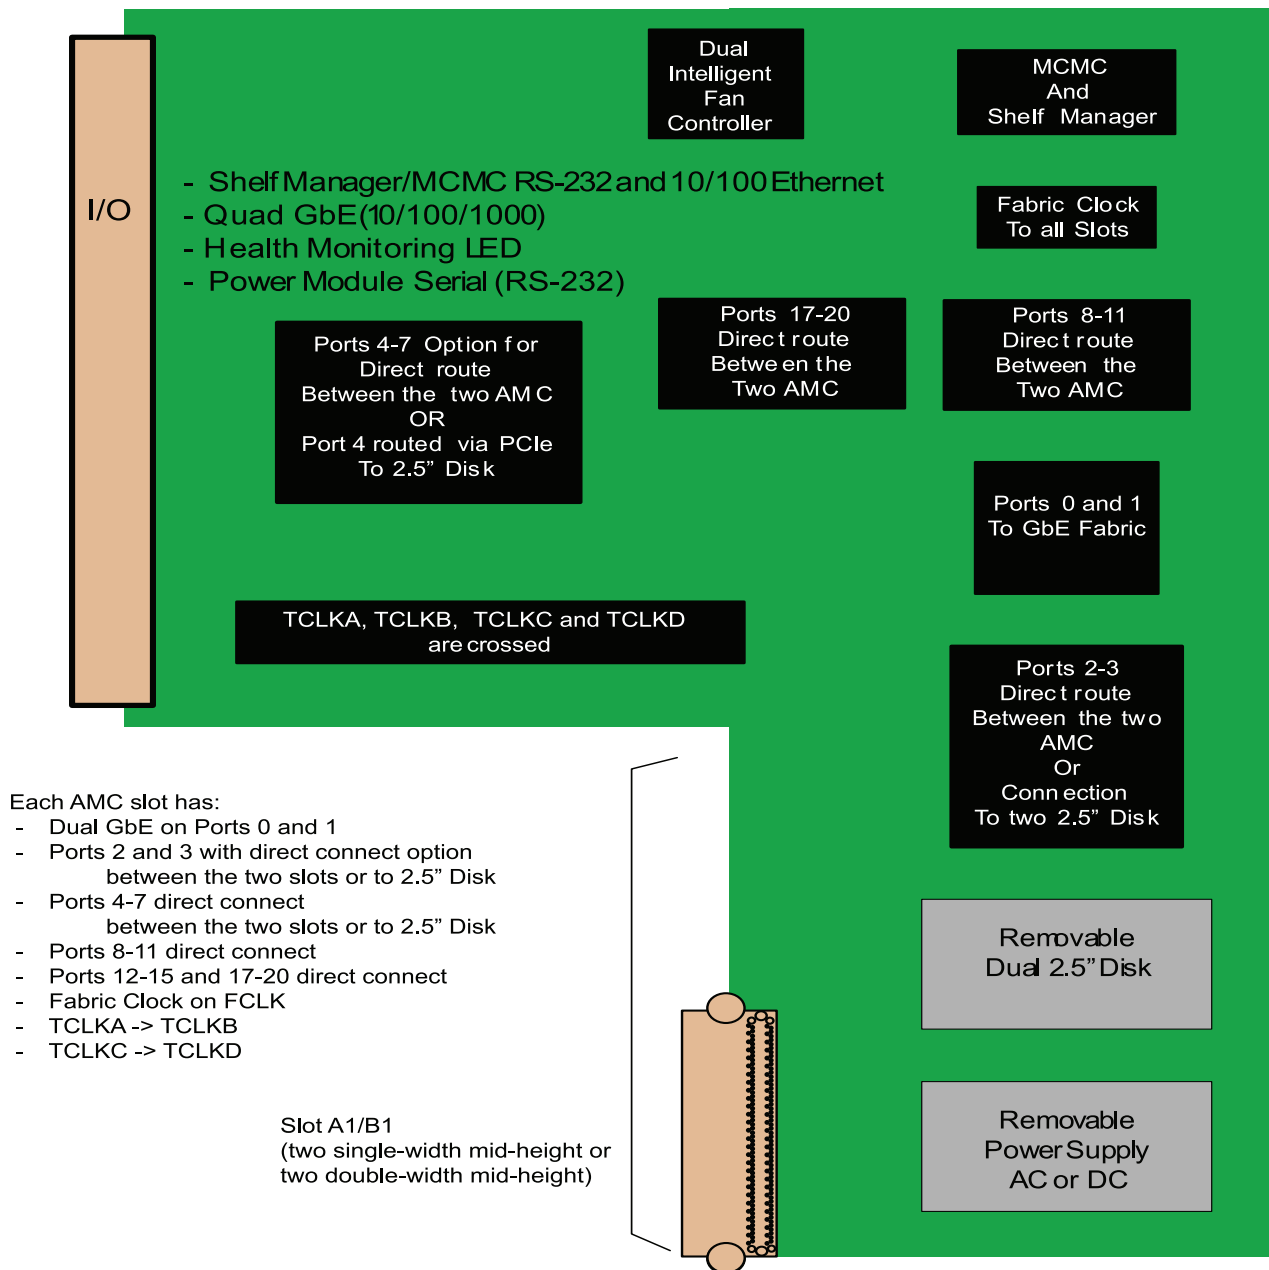 Dual
Intelligent
Fan
Controller
MCMC
And
Shelf Manager
I/O
- Shelf Manager/MCMC RS-232 and 10/100 Ethernet
- Quad GbE (10/100/1000)
- Health Monitoring LED
- Power Module Serial (RS-232)
Fabric Clock
To all Slots
Ports 4-7 Option for
Direct route
Between the two AMC
OR
Port 4 routed via PCIe
To 2.5” Disk
Ports 17-20
Direct route
Between the
Two AMC
Ports 8-11
Direct route
Between the
Two AMC
Ports 0 and 1
To GbE Fabric
TCLKA, TCLKB, TCLKC and TCLKD
are crossed
Ports 2-3
Direct route
Between the two
AMC
Or
Connection
To two 2.5” Disk
Each AMC slot has:
- Dual GbE on Ports 0 and 1
- Ports 2 and 3 with direct connect option
between the two slots or to 2.5” Disk
- Ports 4-7 direct connect
between the two slots or to 2.5” Disk
- Ports 8-11 direct connect
- Ports 12-15 and 17-20 direct connect
- Fabric Clock on FCLK
- TCLKA -> TCLKB
- TCLKC -> TCLKD
Removable
Dual 2.5” Disk
Slot A1/B1
(two single-width mid-height or
two double-width mid-height)
Removable
Power Supply
AC or DC